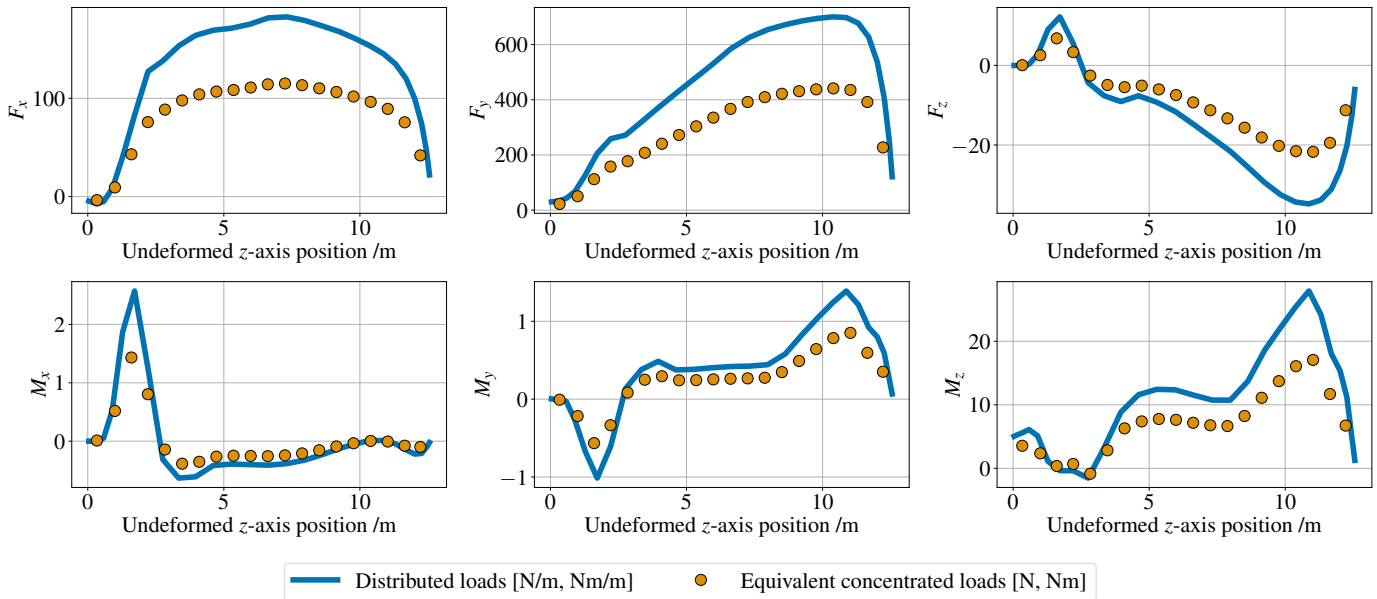 F_x
100
0
0
5
10
Undeformed z-axis position /m
F_y
600
400
200
0
0
5
10
Undeformed z-axis position /m
F_z
0
−20
0
5
10
Undeformed z-axis position /m
M_x
2
1
0
0
5
10
Undeformed z-axis position /m
M_y
1
0
−1
0
5
10
Undeformed z-axis position /m
M_z
20
10
0
0
5
10
Undeformed z-axis position /m
Distributed loads [N/m, Nm/m]
Equivalent concentrated loads [N, Nm]